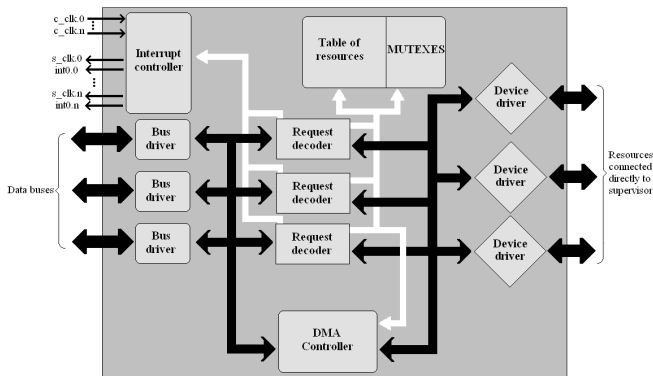 c_clk.0
c_clk.n
s_clk.0
int0.0
s_clk.n
int0.n
Interrupt
controller
Table of
resources
MUTEXES
Device
driver
Bus
driver
Request
decoder
Data buses
Bus
driver
Request
decoder
Device
driver
Resources
connected
directly to
supervisor
Bus
driver
Request
decoder
Device
driver
DMA
Controller